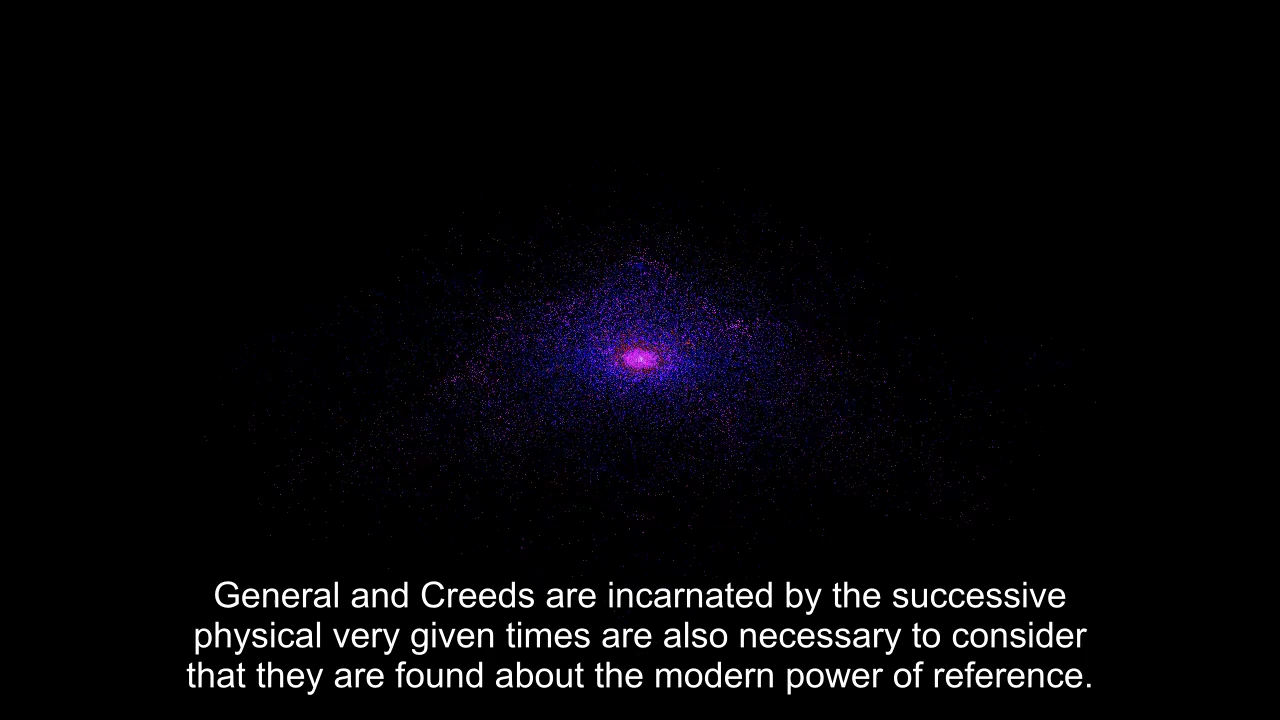 General and Creeds are incarnated by the successive
physical very given times are also necessary to consider
that they are found about the modern power of reference.